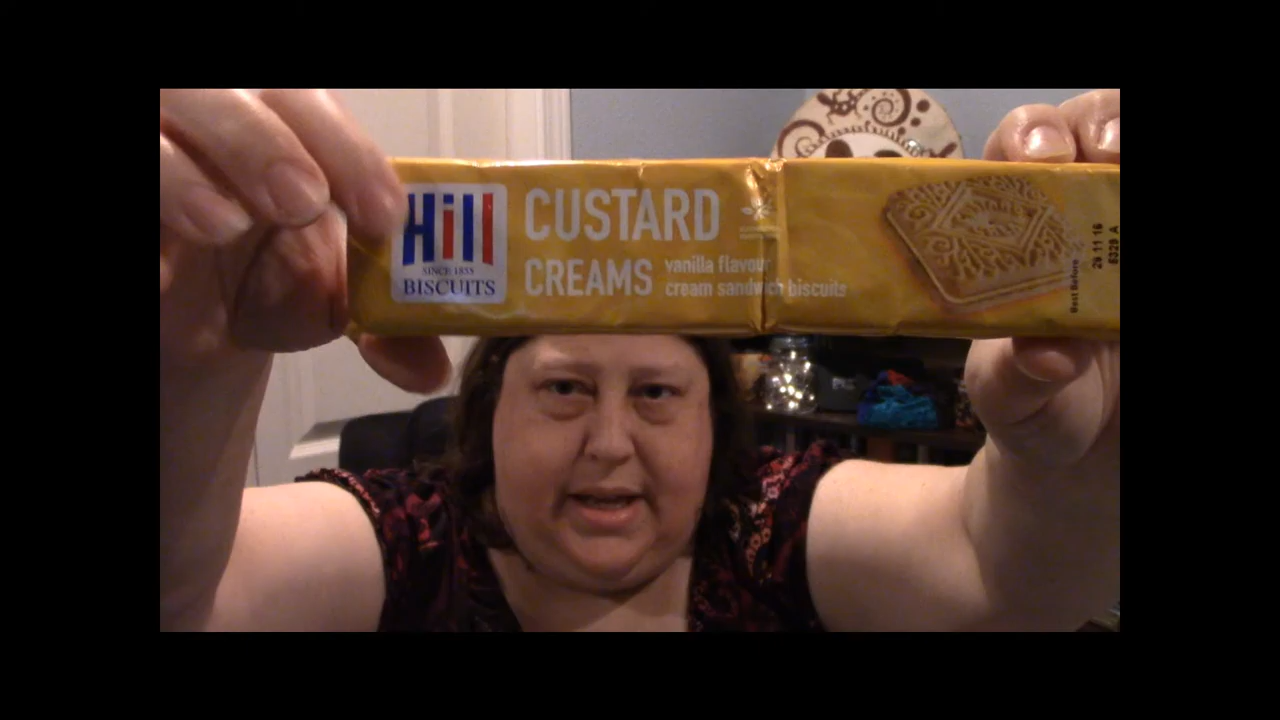 Hill
SINCE 1855
BISCUITS
CUSTARD
CREAMS
vanilla flavour
cream sandwich biscuits
Best Before
29 11 16
6329 A